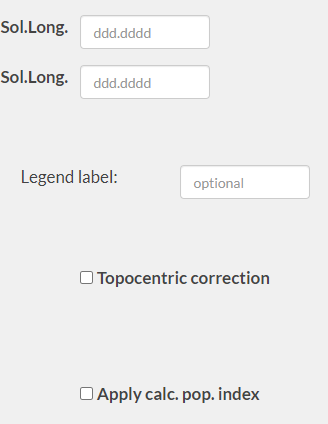 Sol.Long. ddd.dddd
Sol.Long. ddd.dddd
Legend label: optional
Topocentric correction
Apply calc. pop. index